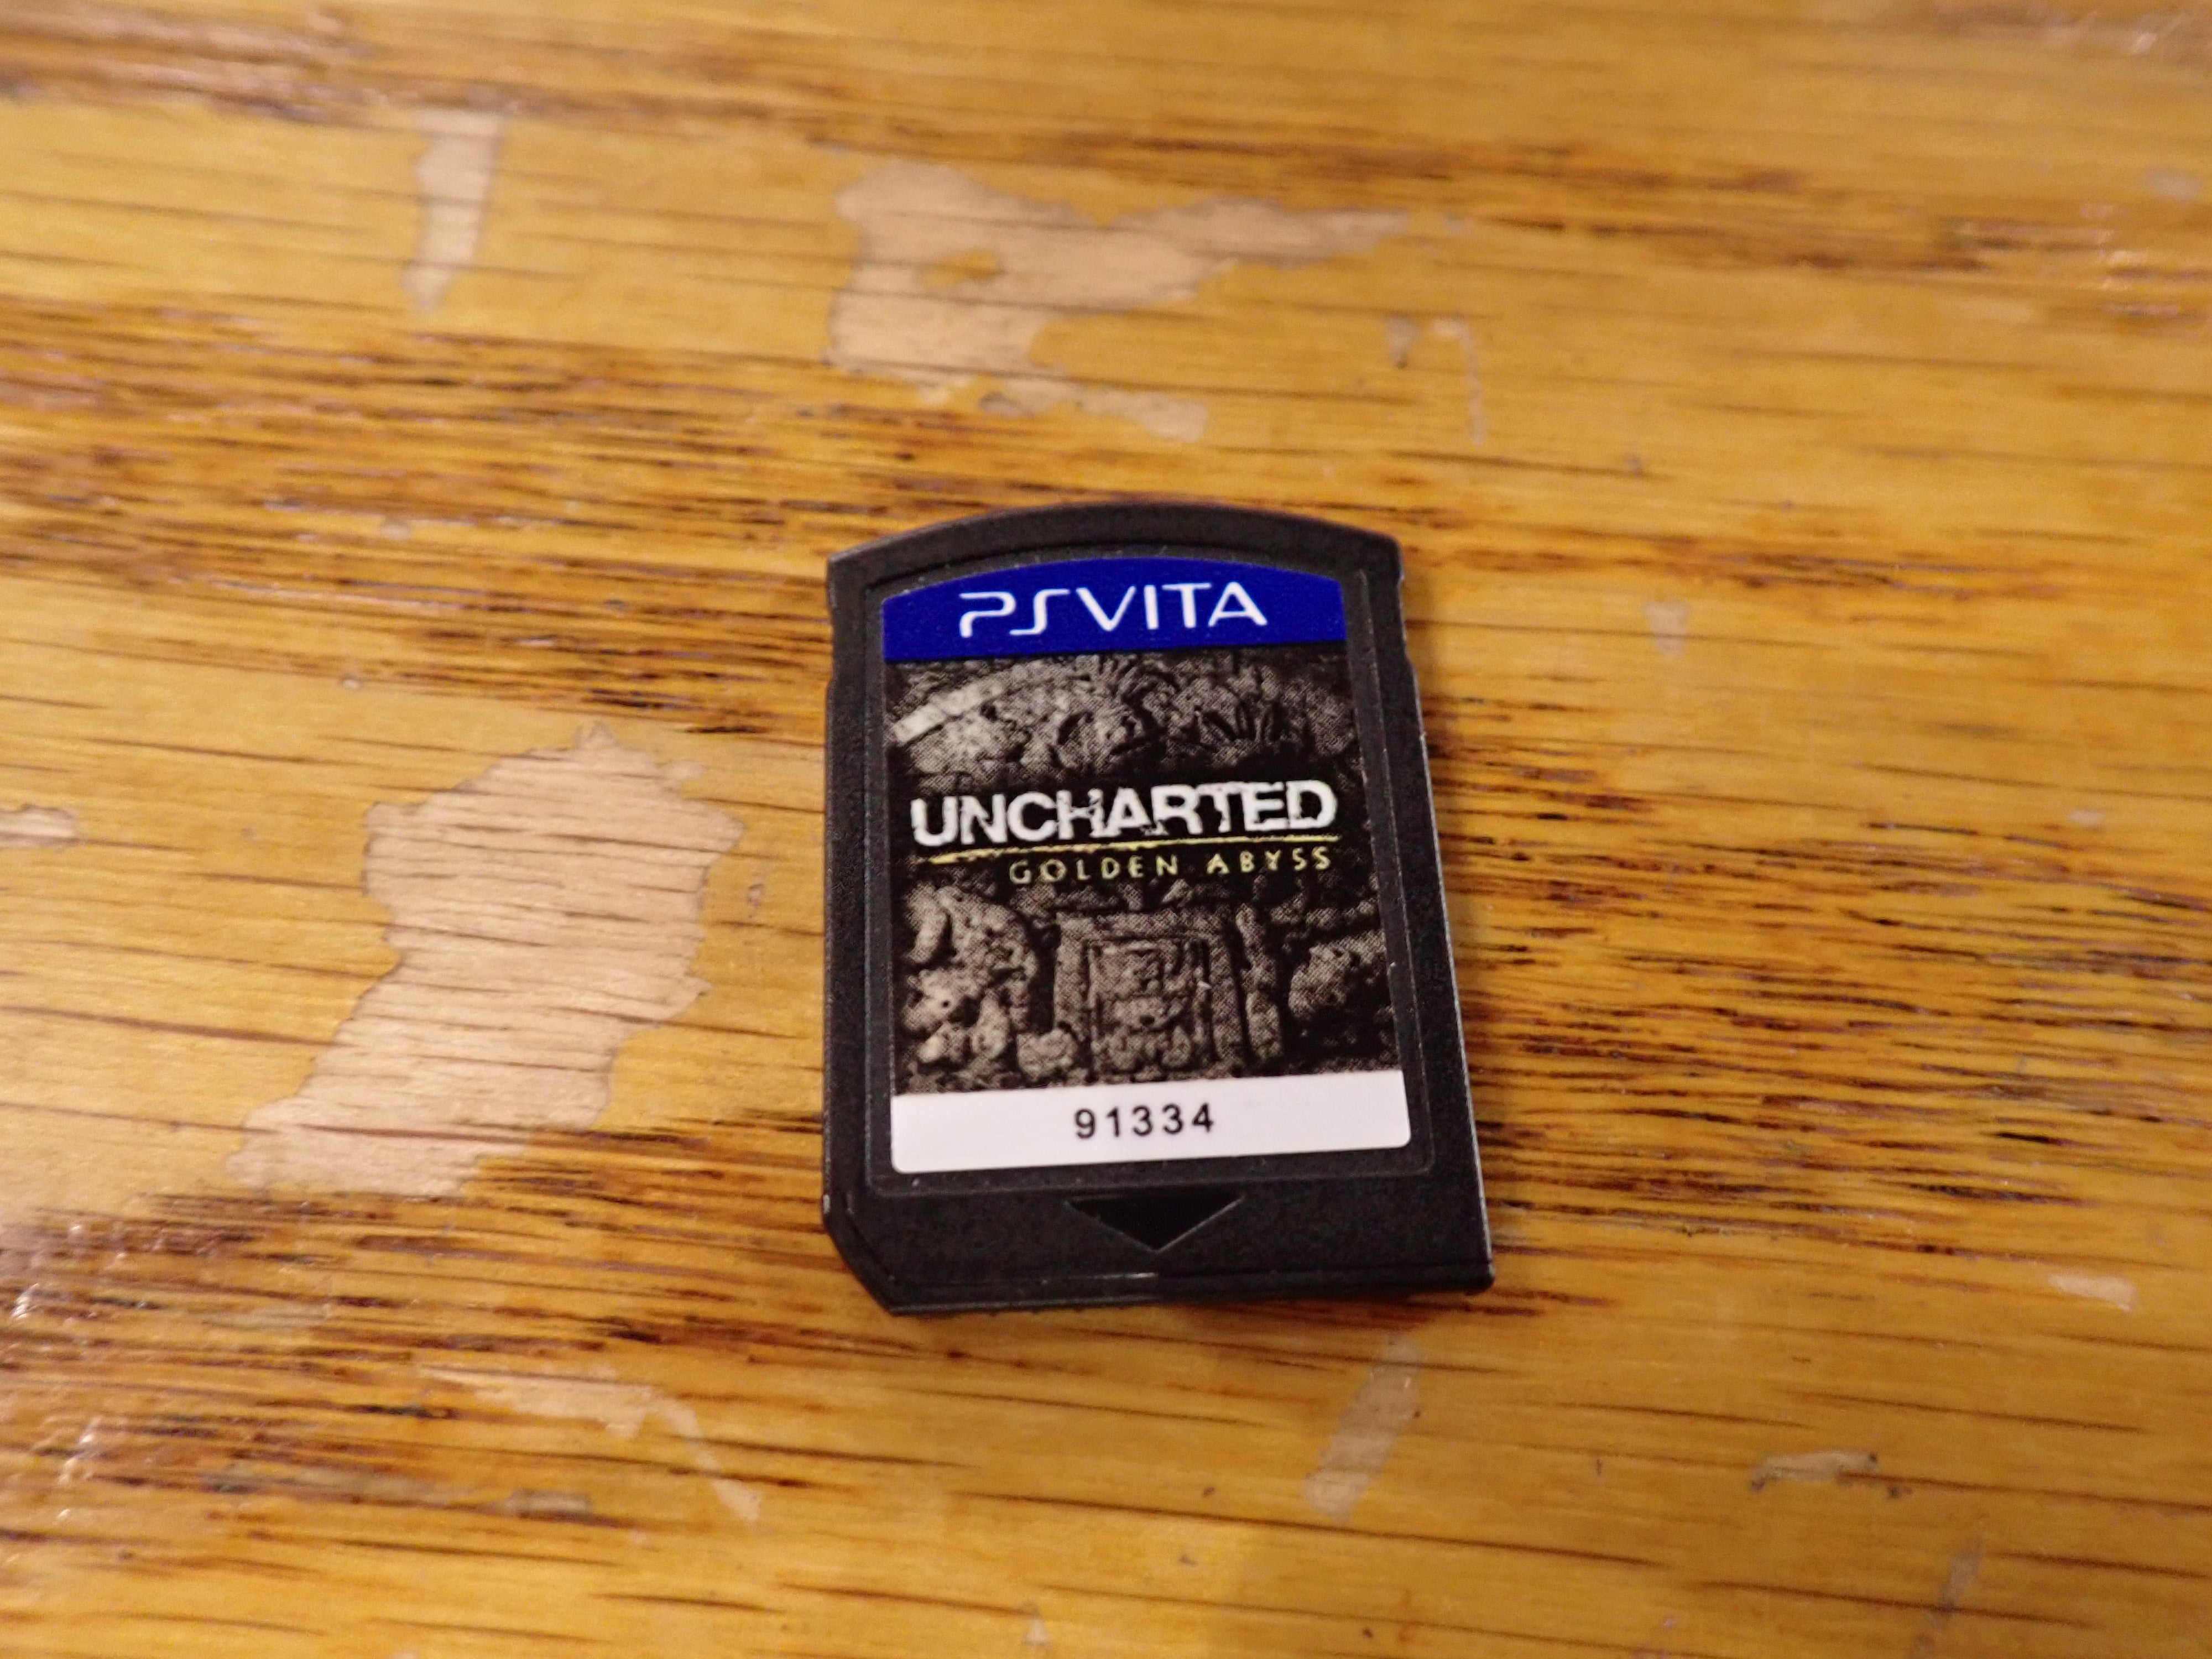 PSVITA
UNCHARTED
GOLDEN ABYSS
91334